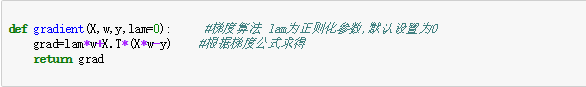 def gradient(X,w,y,lam=0):      #梯度算法 lam为正则化参数,默认设置为0
    grad=lam*w+X.T*(X*w-y)    #根据梯度公式求得
    return grad